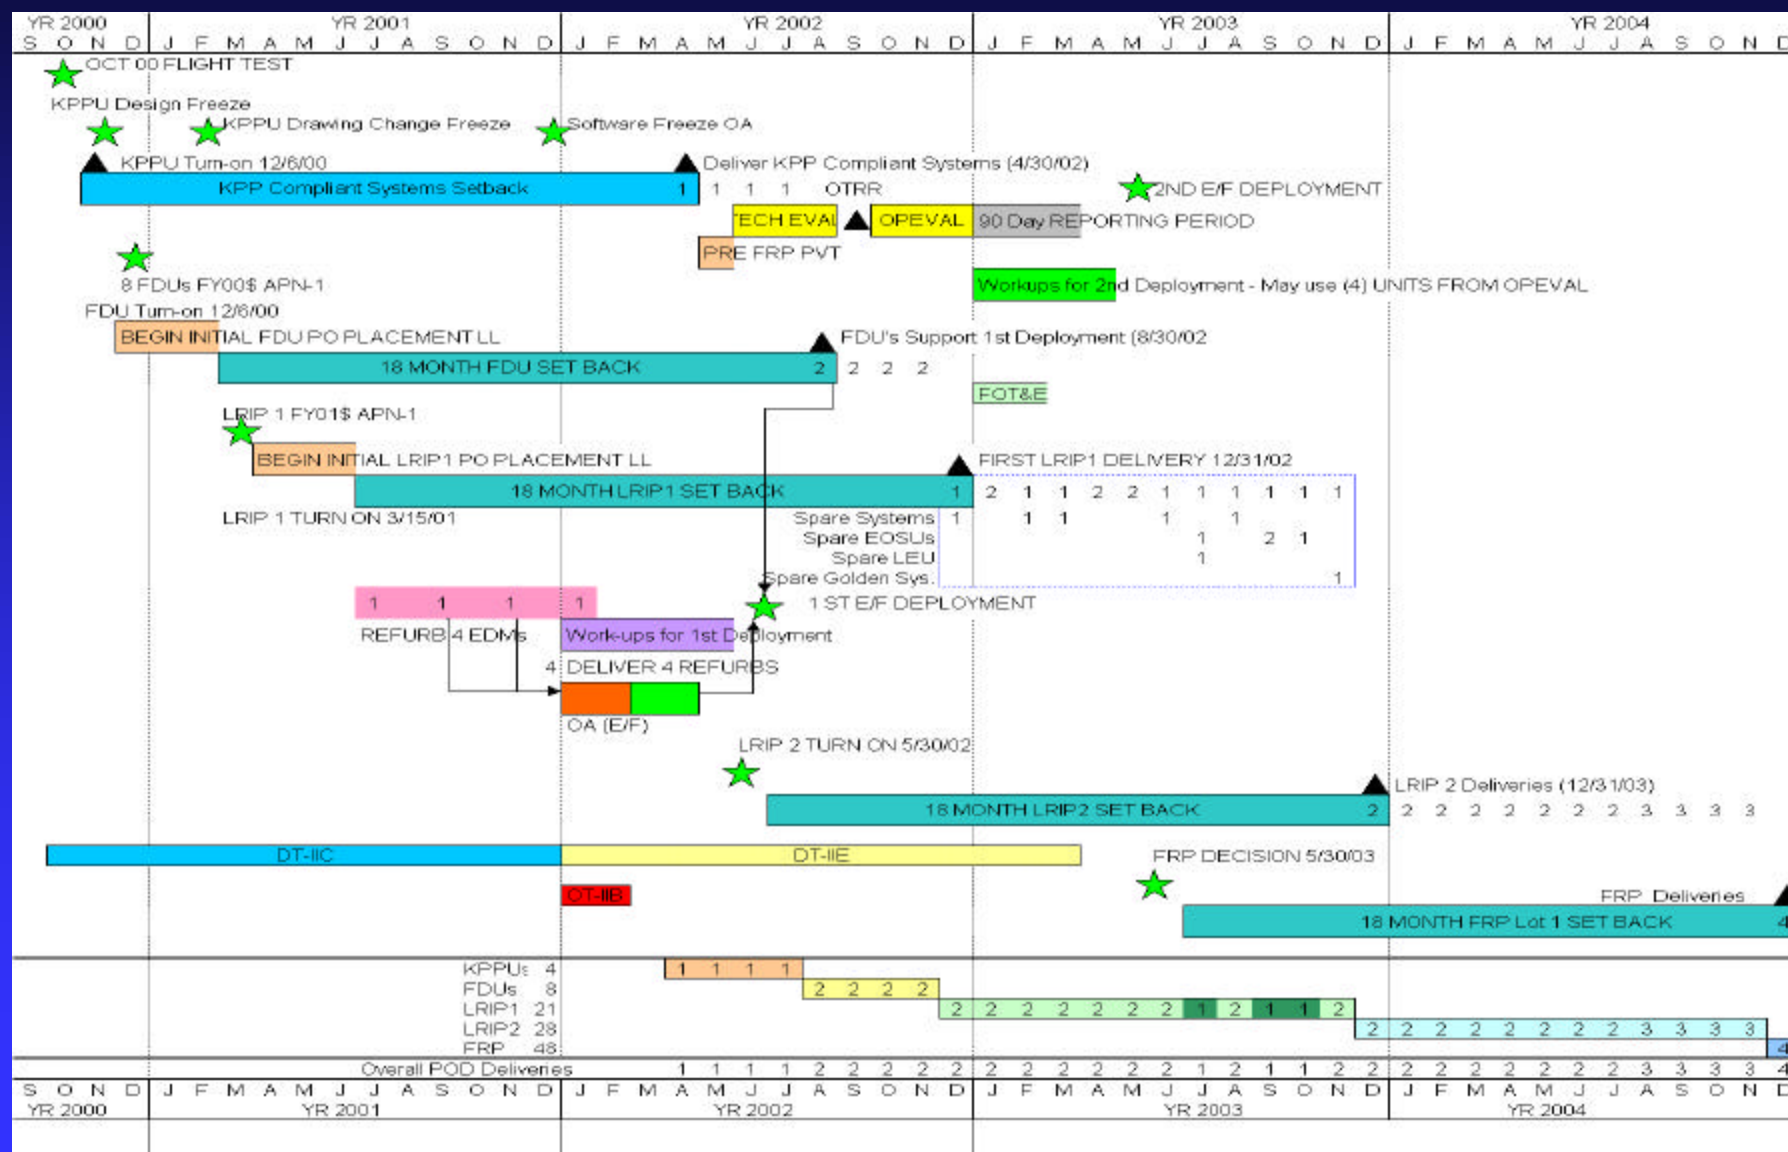 YR 2000 YR 2001 YR 2002 YR 2003 YR 2004
S O N D J F M A M J J A S O N D J F M A M J J A S O N D J F M A M J J A S O N D J F M A M J J A S O N D
OCT 00 FLIGHT TEST
KPPU Design Freeze
KPPU Drawing Change Freeze Software Freeze OA
KPPU Turn-on 12/6/00 Deliver KPP Compliant Systems (4/30/02)
KPP Compliant Systems Setback 1 1 1 1 OTRR 2ND E/F DEPLOYMENT
TECH EVAL OPEVAL 90 Day REPORTING PERIOD
PRE FRP PVT
8 FDUs FY00$ APN-1 Workups for 2nd Deployment - May use (4) UNITS FROM OPEVAL
FDU Turn-on 12/6/00
BEGIN INITIAL FDU PO PLACEMENT LL FDU's Support 1st Deployment (8/30/02
18 MONTH FDU SET BACK 2 2 2 2
FOT&E
LRIP 1 FY01$ APN-1
BEGIN INITIAL LRIP1 PO PLACEMENT LL FIRST LRIP1 DELIVERY 12/31/02
18 MONTH LRIP1 SET BACK 1 2 1 1 2 2 1 1 1 1 1 1
LRIP 1 TURN ON 3/15/01 Spare Systems 1 1 1 1 1
Spare EOSUs 1 2 1
Spare LEU 1
Spare Golden Sys. 1
1 1 1 1 1 ST E/F DEPLOYMENT
REFURB 4 EDMs Work-ups for 1st Deployment
4 DELIVER 4 REFURBS
OA (E/F)
LRIP 2 TURN ON 5/30/02
LRIP 2 Deliveries (12/31/03)
18 MONTH LRIP2 SET BACK 2 2 2 2 2 2 2 2 3 3 3 3
DT-IIC DT-IIE FRP DECISION 5/30/03
OT-IIB FRP Deliveries
18 MONTH FRP Lot 1 SET BACK 4
KPPUs 4 1 1 1 1
FDUs 8 2 2 2 2
LRIP1 21 2 2 2 2 2 2 2 1 2 1 1 2
LRIP2 28 2 2 2 2 2 2 2 2 3 3 3 3
FRP 48 4
Overall POD Deliveries 1 1 1 1 2 2 2 2 2 2 2 2 2 2 2 1 2 1 1 2 2 2 2 2 2 2 2 2 3 3 3 3 4
S O N D J F M A M J J A S O N D J F M A M J J A S O N D J F M A M J J A S O N D J F M A M J J A S O N D
YR 2000 YR 2001 YR 2002 YR 2003 YR 2004